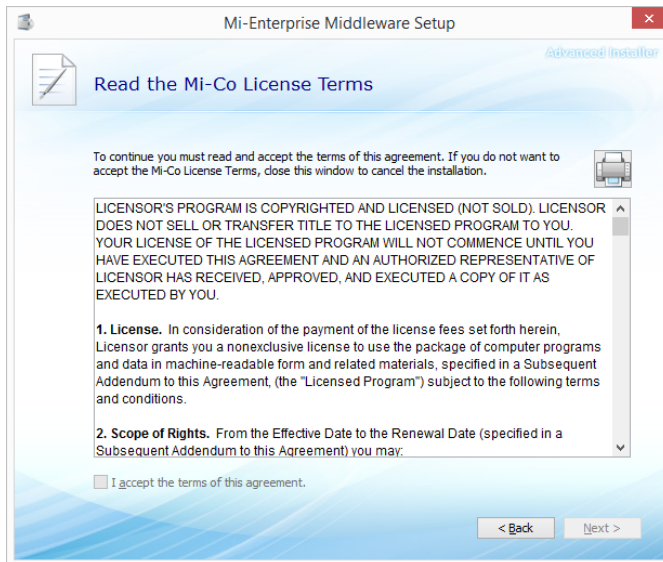 Mi-Enterprise Middleware Setup
Advanced Installer
Read the Mi-Co License Terms
To continue you must read and accept the terms of this agreement. If you do not want to
accept the Mi-Co License Terms, close this window to cancel the installation.
LICENSOR'S PROGRAM IS COPYRIGHTED AND LICENSED (NOT SOLD). LICENSOR
DOES NOT SELL OR TRANSFER TITLE TO THE LICENSED PROGRAM TO YOU.
YOUR LICENSE OF THE LICENSED PROGRAM WILL NOT COMMENCE UNTIL YOU
HAVE EXECUTED THIS AGREEMENT AND AN AUTHORIZED REPRESENTATIVE OF
LICENSOR HAS RECEIVED, APPROVED, AND EXECUTED A COPY OF IT AS
EXECUTED BY YOU.
1. License. In consideration of the payment of the license fees set forth herein,
Licensor grants you a nonexclusive license to use the package of computer programs
and data in machine-readable form and related materials, specified in a Subsequent
Addendum to this Agreement, (the "Licensed Program") subject to the following terms
and conditions.
2. Scope of Rights. From the Effective Date to the Renewal Date (specified in a
Subsequent Addendum to this Agreement) you may:
I accept the terms of this agreement.
< Back
Next >